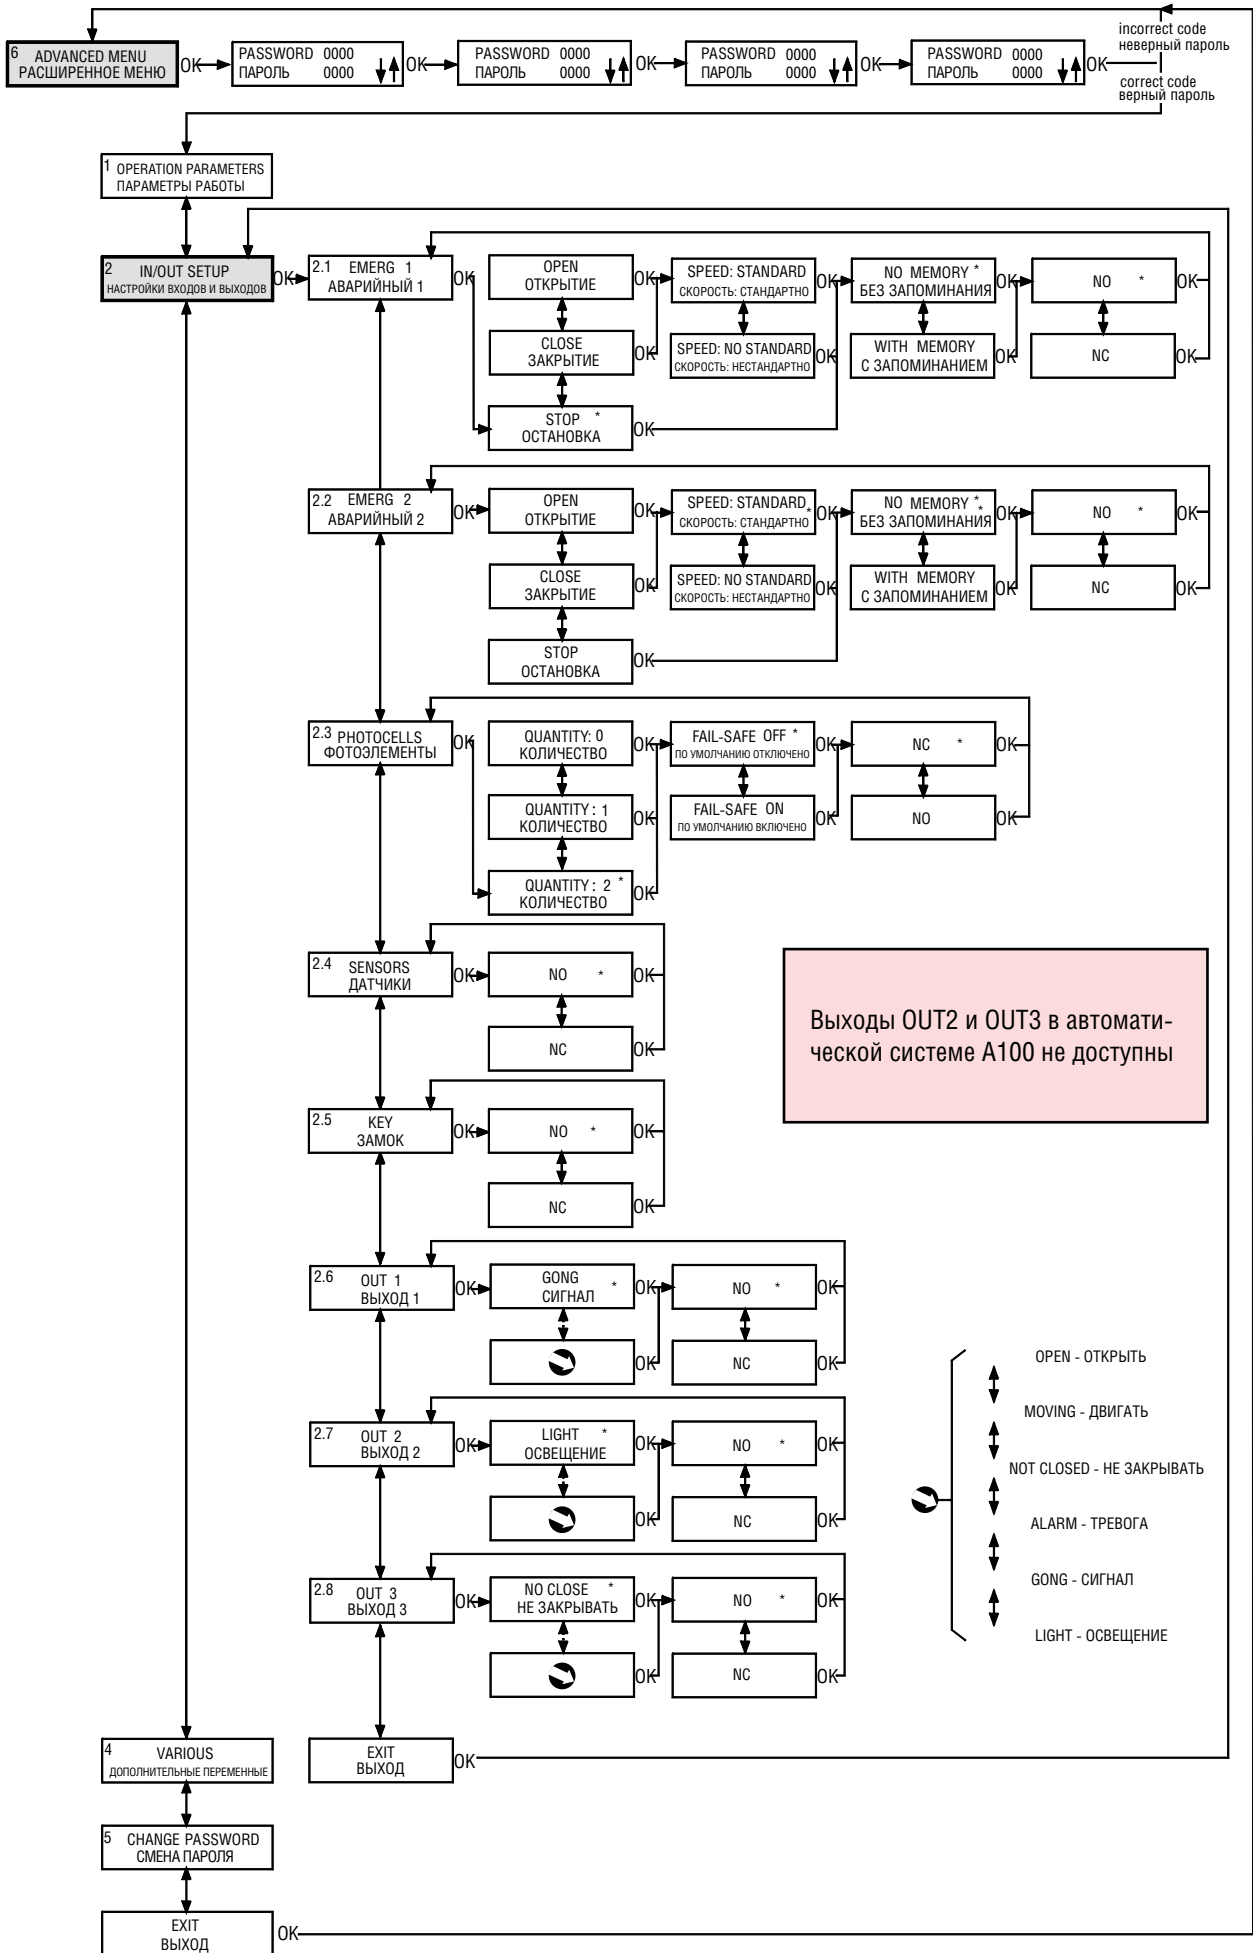 6 ADVANCED MENU
РАСШИРЕННОЕ МЕНЮ
OK
PASSWORD 0000
ПАРОЛЬ 0000
OK
PASSWORD 0000
ПАРОЛЬ 0000
OK
PASSWORD 0000
ПАРОЛЬ 0000
OK
PASSWORD 0000
ПАРОЛЬ 0000
OK
incorrect code
неверный пароль
correct code
верный пароль
1 OPERATION PARAMETERS
ПАРАМЕТРЫ РАБОТЫ
2 IN/OUT SETUP
НАСТРОЙКИ ВХОДОВ И ВЫХОДОВ
OK
2.1 EMERG 1
АВАРИЙНЫЙ 1
OK
OPEN
ОТКРЫТИЕ
OK
CLOSE
ЗАКРЫТИЕ
OK
STOP *
ОСТАНОВКА
OK
SPEED: STANDARD
СКОРОСТЬ: СТАНДАРТНО
OK
SPEED: NO STANDARD
СКОРОСТЬ: НЕСТАНДАРТНО
OK
NO MEMORY *
БЕЗ ЗАПОМИНАНИЯ
OK
WITH MEMORY
С ЗАПОМИНАНИЕМ
OK
NO *
OK
NC
OK
2.2 EMERG 2
АВАРИЙНЫЙ 2
OK
OPEN
ОТКРЫТИЕ
OK
CLOSE
ЗАКРЫТИЕ
OK
STOP
ОСТАНОВКА
OK
SPEED: STANDARD
СКОРОСТЬ: СТАНДАРТНО *
OK
SPEED: NO STANDARD
СКОРОСТЬ: НЕСТАНДАРТНО
OK
NO MEMORY *
БЕЗ ЗАПОМИНАНИЯ *
OK
WITH MEMORY
С ЗАПОМИНАНИЕМ
OK
NO *
OK
NC
OK
2.3 PHOTOCELLS
ФОТОЭЛЕМЕНТЫ
OK
QUANTITY: 0
КОЛИЧЕСТВО
OK
QUANTITY : 1
КОЛИЧЕСТВО
OK
QUANTITY : 2 *
КОЛИЧЕСТВО
OK
FAIL-SAFE OFF *
ПО УМОЛЧАНИЮ ОТКЛЮЧЕНО
OK
FAIL-SAFE ON
ПО УМОЛЧАНИЮ ВКЛЮЧЕНО
OK
NC *
OK
NO
OK
2.4 SENSORS
ДАТЧИКИ
OK
NO *
OK
NC
OK
Выходы OUT2 и OUT3 в автомати-
ческой системе А100 не доступны
2.5 KEY
ЗАМОК
OK
NO *
OK
NC
OK
2.6 OUT 1
ВЫХОД 1
OK
GONG
СИГНАЛ *
OK
OK
NO *
OK
NC
OK
2.7 OUT 2
ВЫХОД 2
OK
LIGHT *
ОСВЕЩЕНИЕ
OK
OK
NO *
OK
NC
OK
2.8 OUT 3
ВЫХОД 3
OK
NO CLOSE *
НЕ ЗАКРЫВАТЬ
OK
OK
NO *
OK
NC
OK
OPEN - ОТКРЫТЬ
MOVING - ДВИГАТЬ
NOT CLOSED - НЕ ЗАКРЫВАТЬ
ALARM - ТРЕВОГА
GONG - СИГНАЛ
LIGHT - ОСВЕЩЕНИЕ
EXIT
ВЫХОД
OK
4 VARIOUS
ДОПОЛНИТЕЛЬНЫЕ ПЕРЕМЕННЫЕ
5 CHANGE PASSWORD
СМЕНА ПАРОЛЯ
EXIT
ВЫХОД
OK